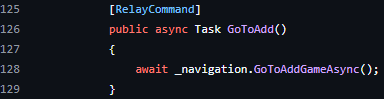 125 [RelayCommand]
126 public async Task GoToAdd()
127 {
128 await _navigation.GoToAddGameAsync();
129 }